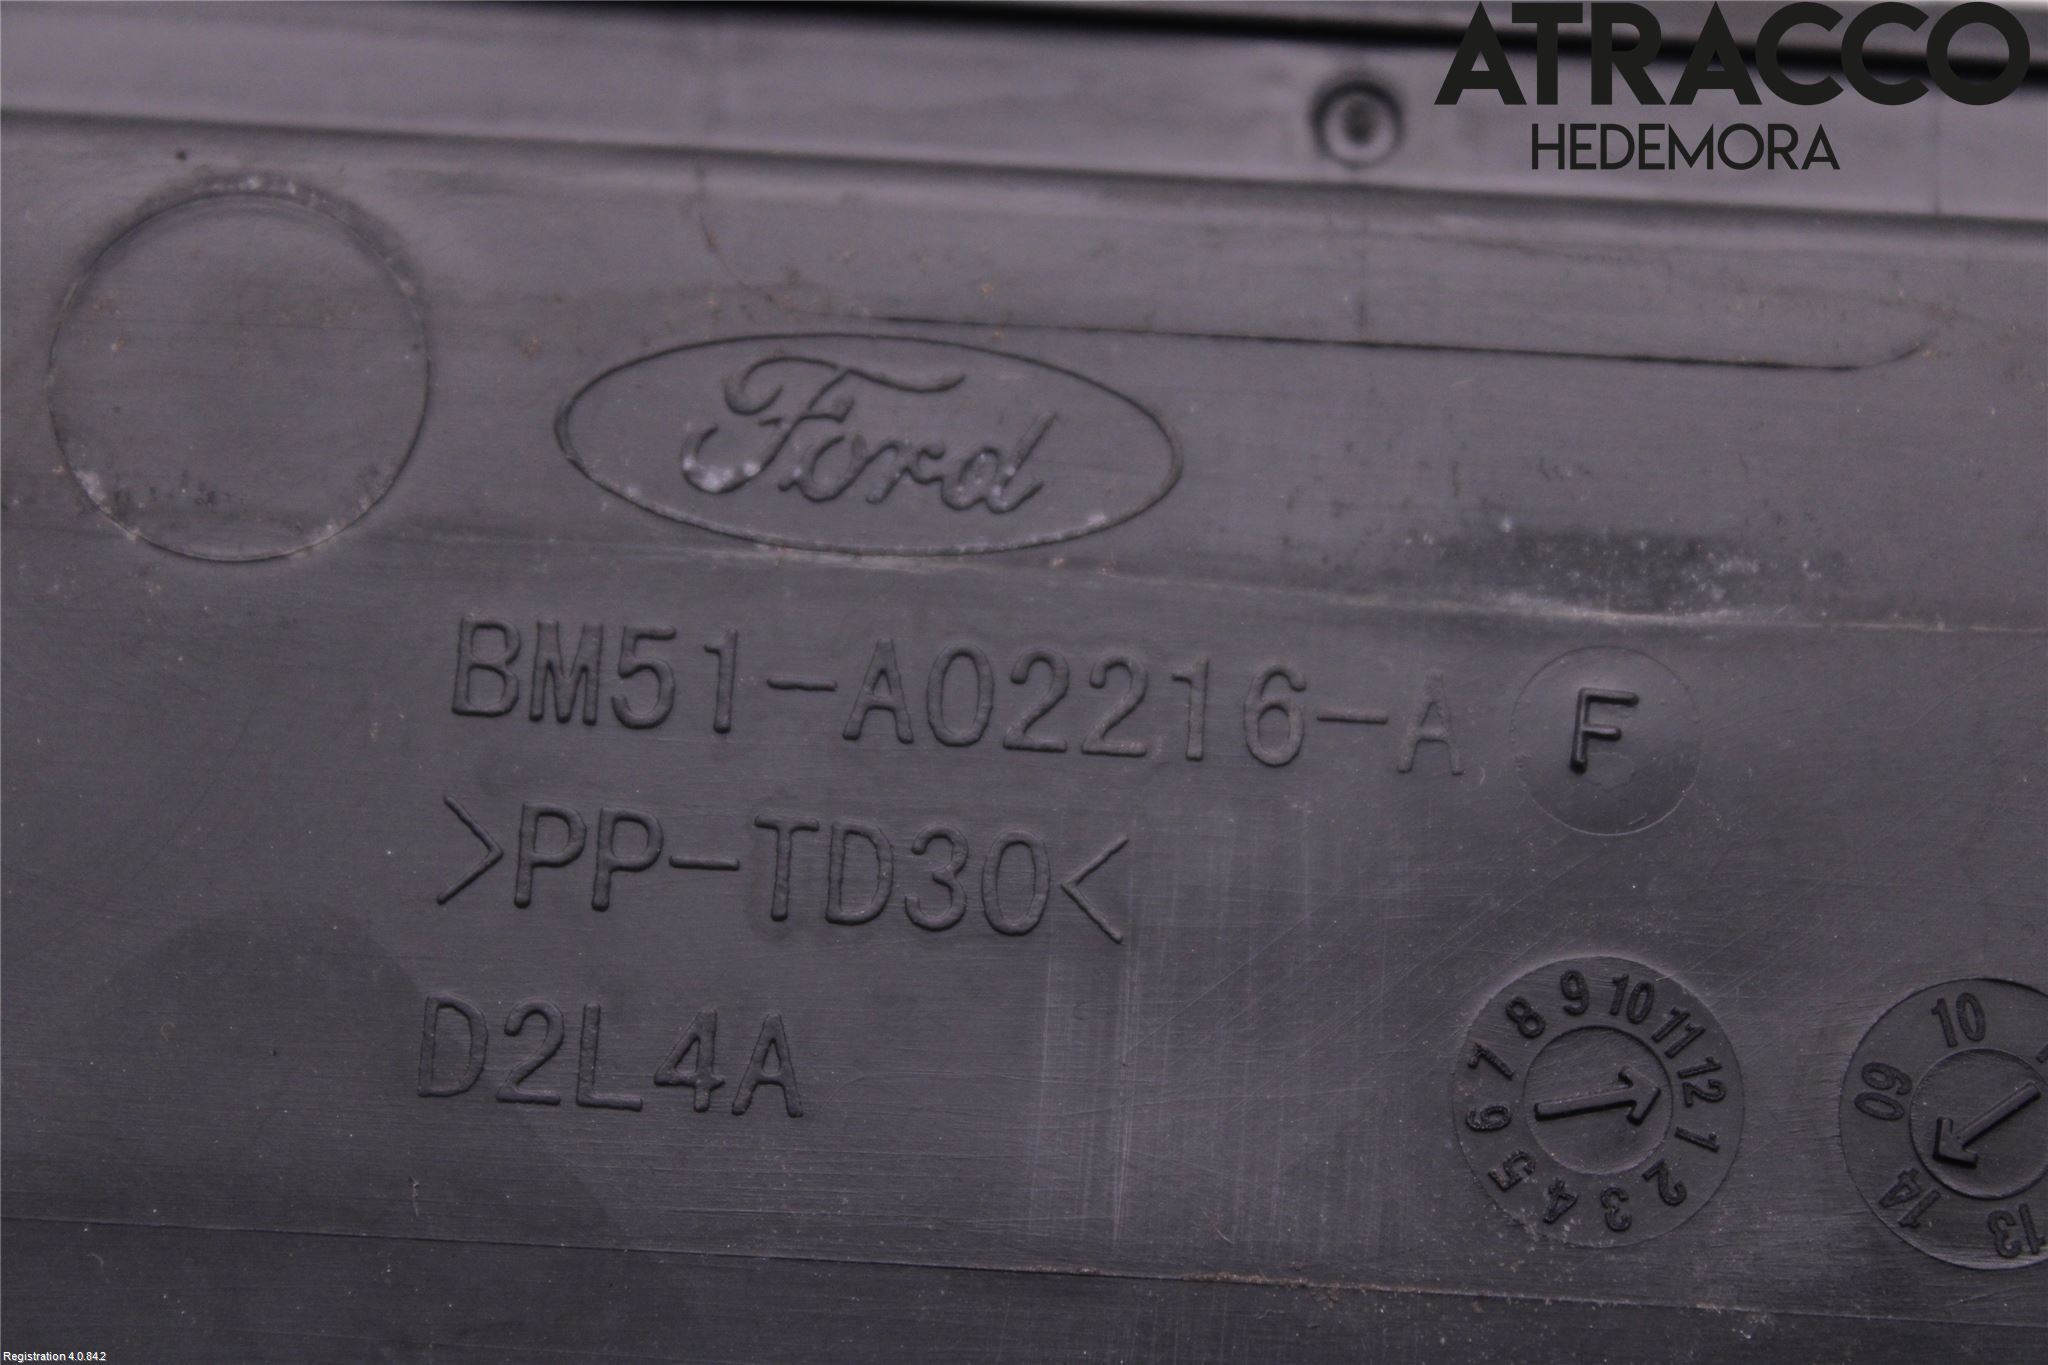 ATRACCO
HEDEMORA
Ford
BM51-A02216-A F
>PP-TD30<
D2L4A
1 2 3 4 5 6 7 8 9 10 11 12
09 10 13 14
Registration 4.0.84.2